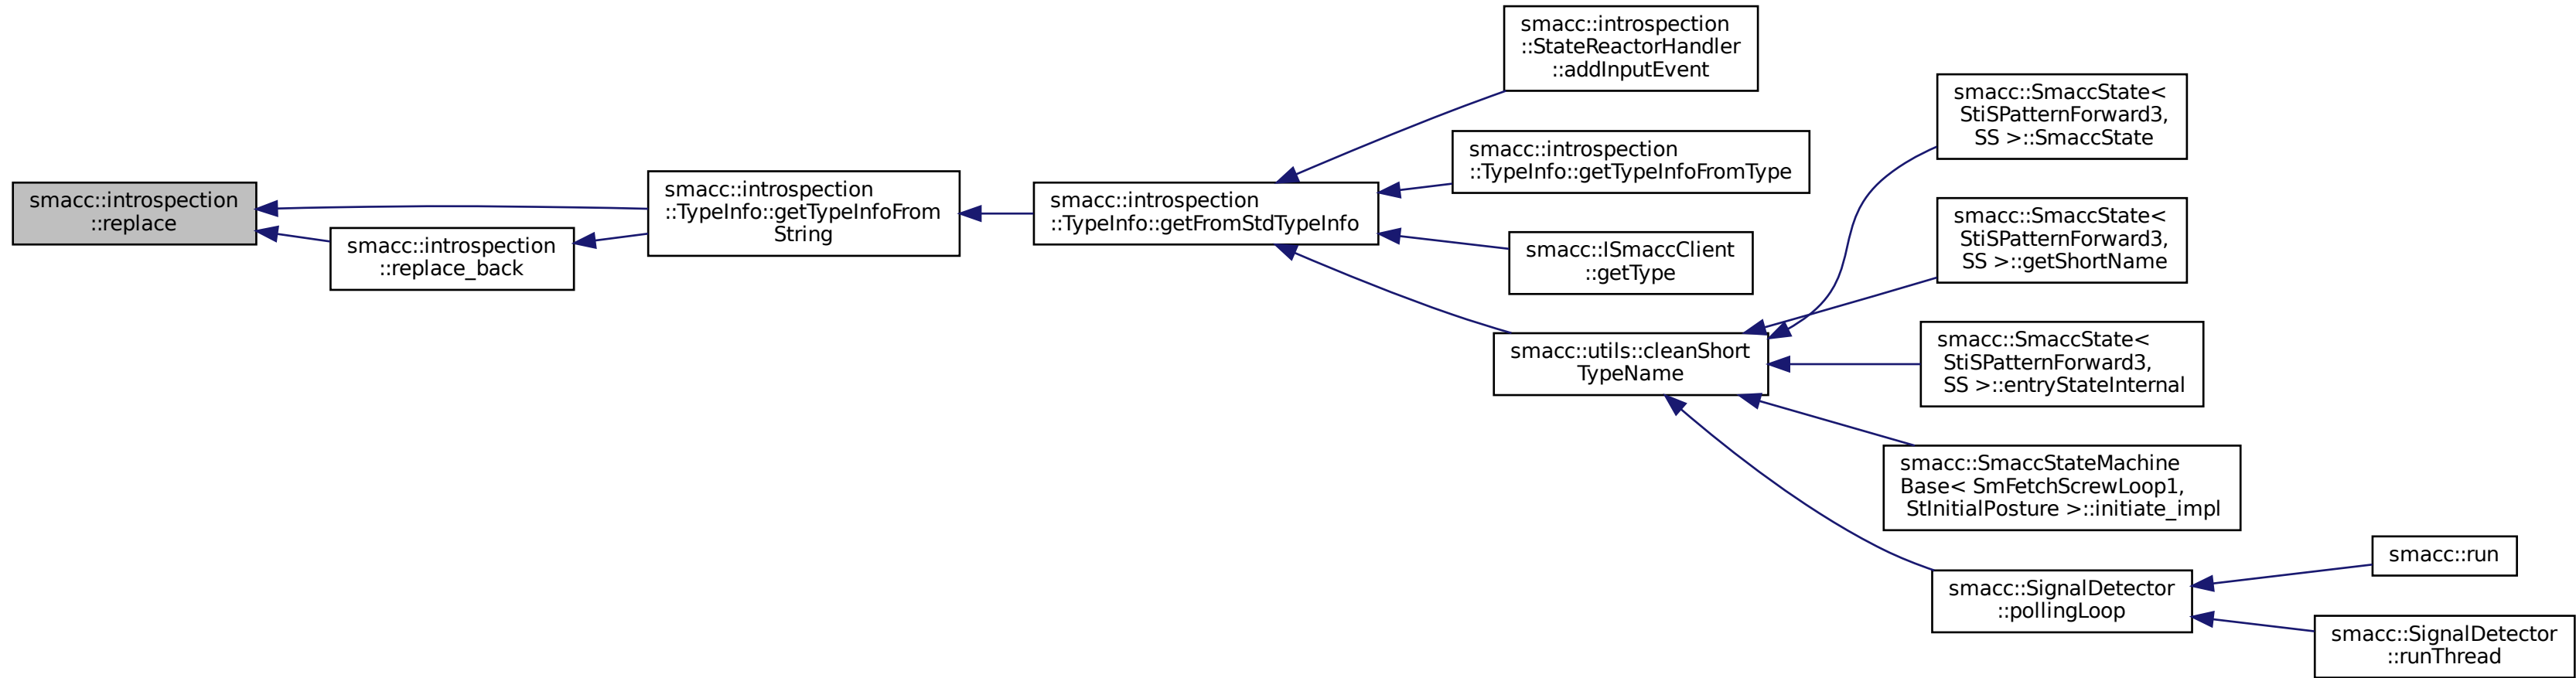 smacc::introspection
::replace
smacc::introspection
::replace_back
smacc::introspection
::TypeInfo::getTypeInfoFrom
String
smacc::introspection
::TypeInfo::getFromStdTypeInfo
smacc::introspection
::StateReactorHandler
::addInputEvent
smacc::introspection
::TypeInfo::getTypeInfoFromType
smacc::ISmaccClient
::getType
smacc::utils::cleanShort
TypeName
smacc::SmaccState<
StiSPatternForward3,
SS >::SmaccState
smacc::SmaccState<
StiSPatternForward3,
SS >::getShortName
smacc::SmaccState<
StiSPatternForward3,
SS >::entryStateInternal
smacc::SmaccStateMachine
Base< SmFetchScrewLoop1,
StInitialPosture >::initiate_impl
smacc::SignalDetector
::pollingLoop
smacc::run
smacc::SignalDetector
::runThread